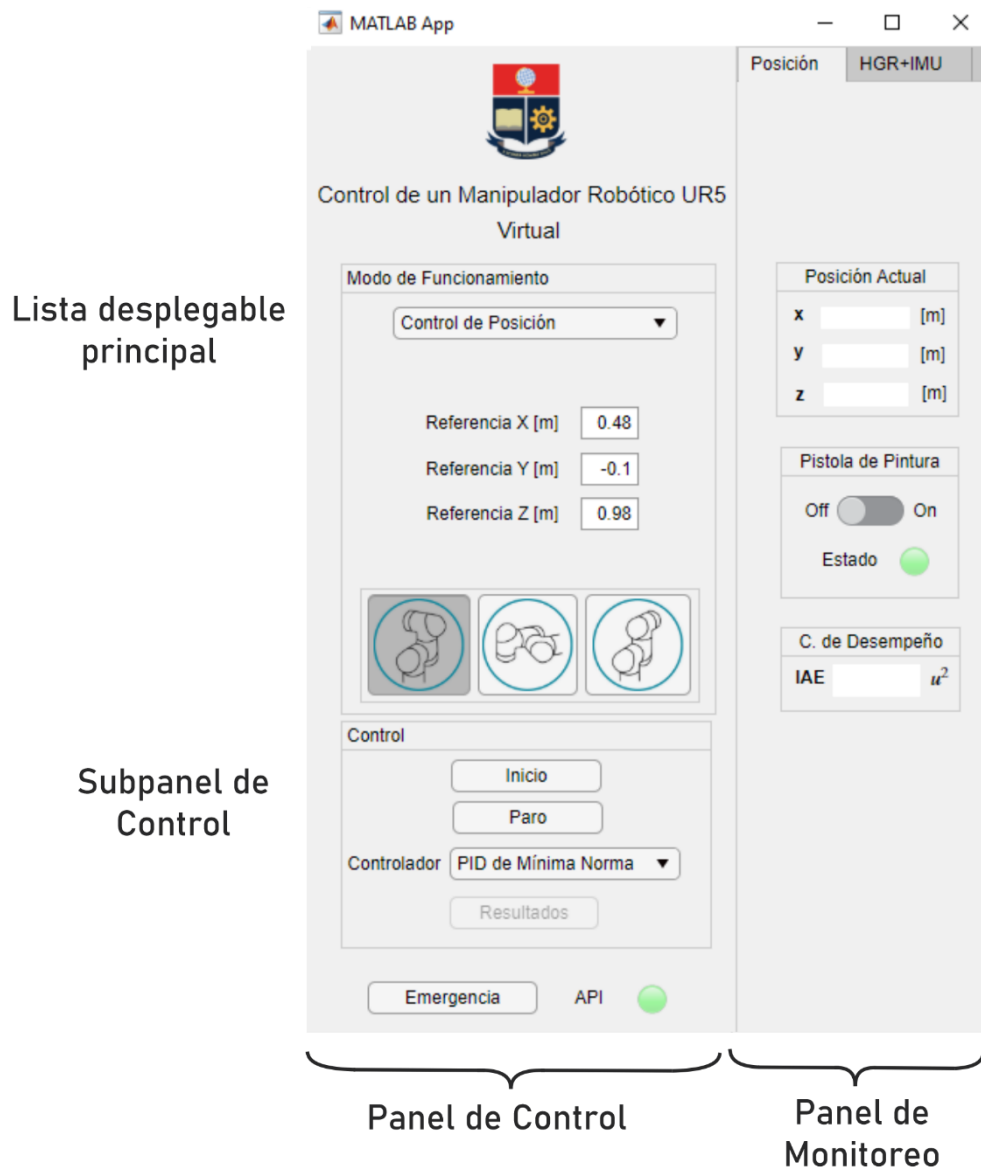 MATLAB App
Posición
HGR+IMU
Control de un Manipulador Robótico UR5
Virtual
Lista desplegable
principal
Modo de Funcionamiento
Control de Posición
Referencia X [m] 0.48
Referencia Y [m] -0.1
Referencia Z [m] 0.98
Posición Actual
x [m]
y [m]
z [m]
Pistola de Pintura
Off On
Estado
C. de Desempeño
IAE u²
Subpanel de
Control
Control
Inicio
Paro
Controlador PID de Mínima Norma
Resultados
Emergencia API
Panel de Control
Panel de
Monitoreo